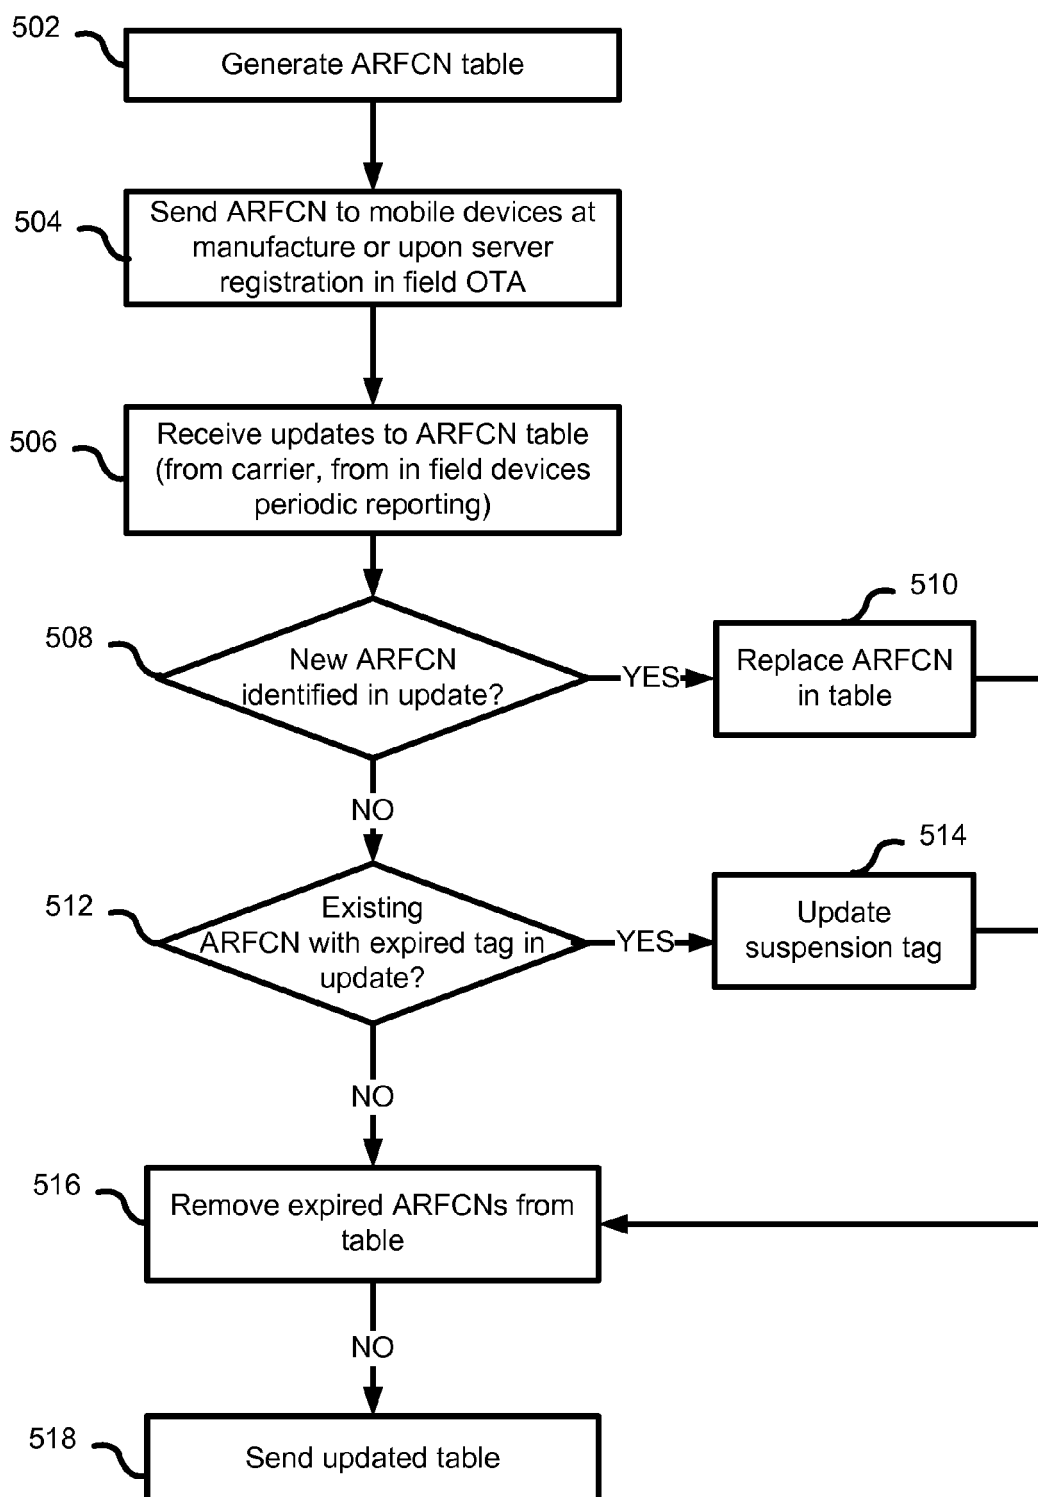 502
Generate ARFCN table
504
Send ARFCN to mobile devices at
manufacture or upon server
registration in field OTA
506
Receive updates to ARFCN table
(from carrier, from in field devices
periodic reporting)
508
New ARFCN
identified in update?
YES
510
Replace ARFCN
in table
NO
512
Existing
ARFCN with expired tag in
update?
YES
514
Update
suspension tag
NO
516
Remove expired ARFCNs from
table
NO
518
Send updated table